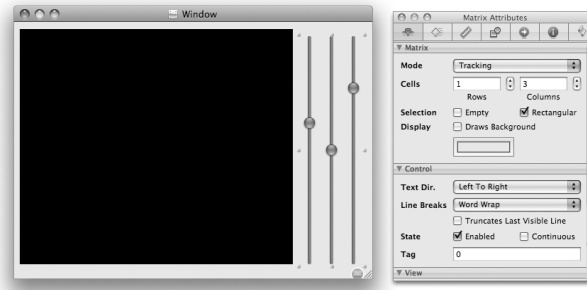 Window
Matrix Attributes
Matrix
Mode Tracking
Cells 1 3
Rows Columns
Selection Empty Rectangular
Display Draws Background
Control
Text Dir. Left To Right
Line Breaks Word Wrap
Truncates Last Visible Line
State Enabled Continuous
Tag 0
View